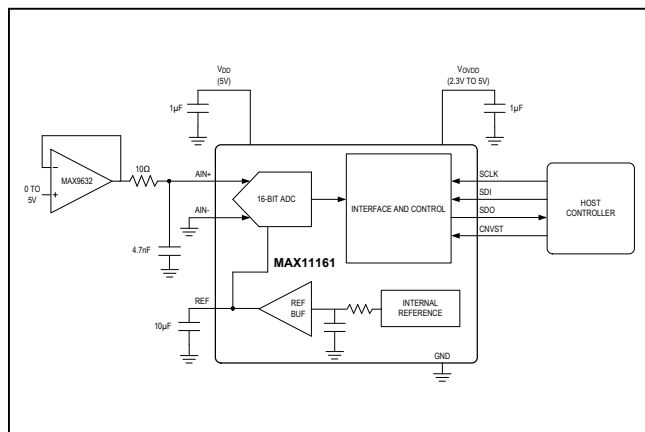 VDD
(5V)
VOVDD
(2.3V TO 5V)
1µF
1µF
MAX9632
0 TO
5V
-
+
10Ω
4.7nF
AIN+
AIN-
16-BIT ADC
INTERFACE AND CONTROL
SCLK
SDI
SDO
CNVST
HOST
CONTROLLER
MAX11161
REF
10µF
REF
BUF
INTERNAL
REFERENCE
GND